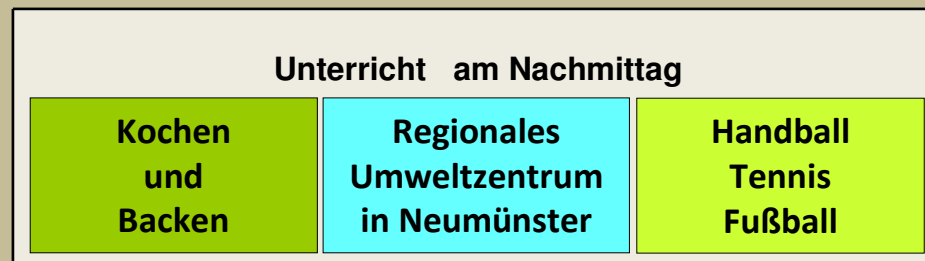 Unterricht am Nachmittag
Kochen
und
Backen
Regionales
Umweltzentrum
in Neumünster
Handball
Tennis
Fußball